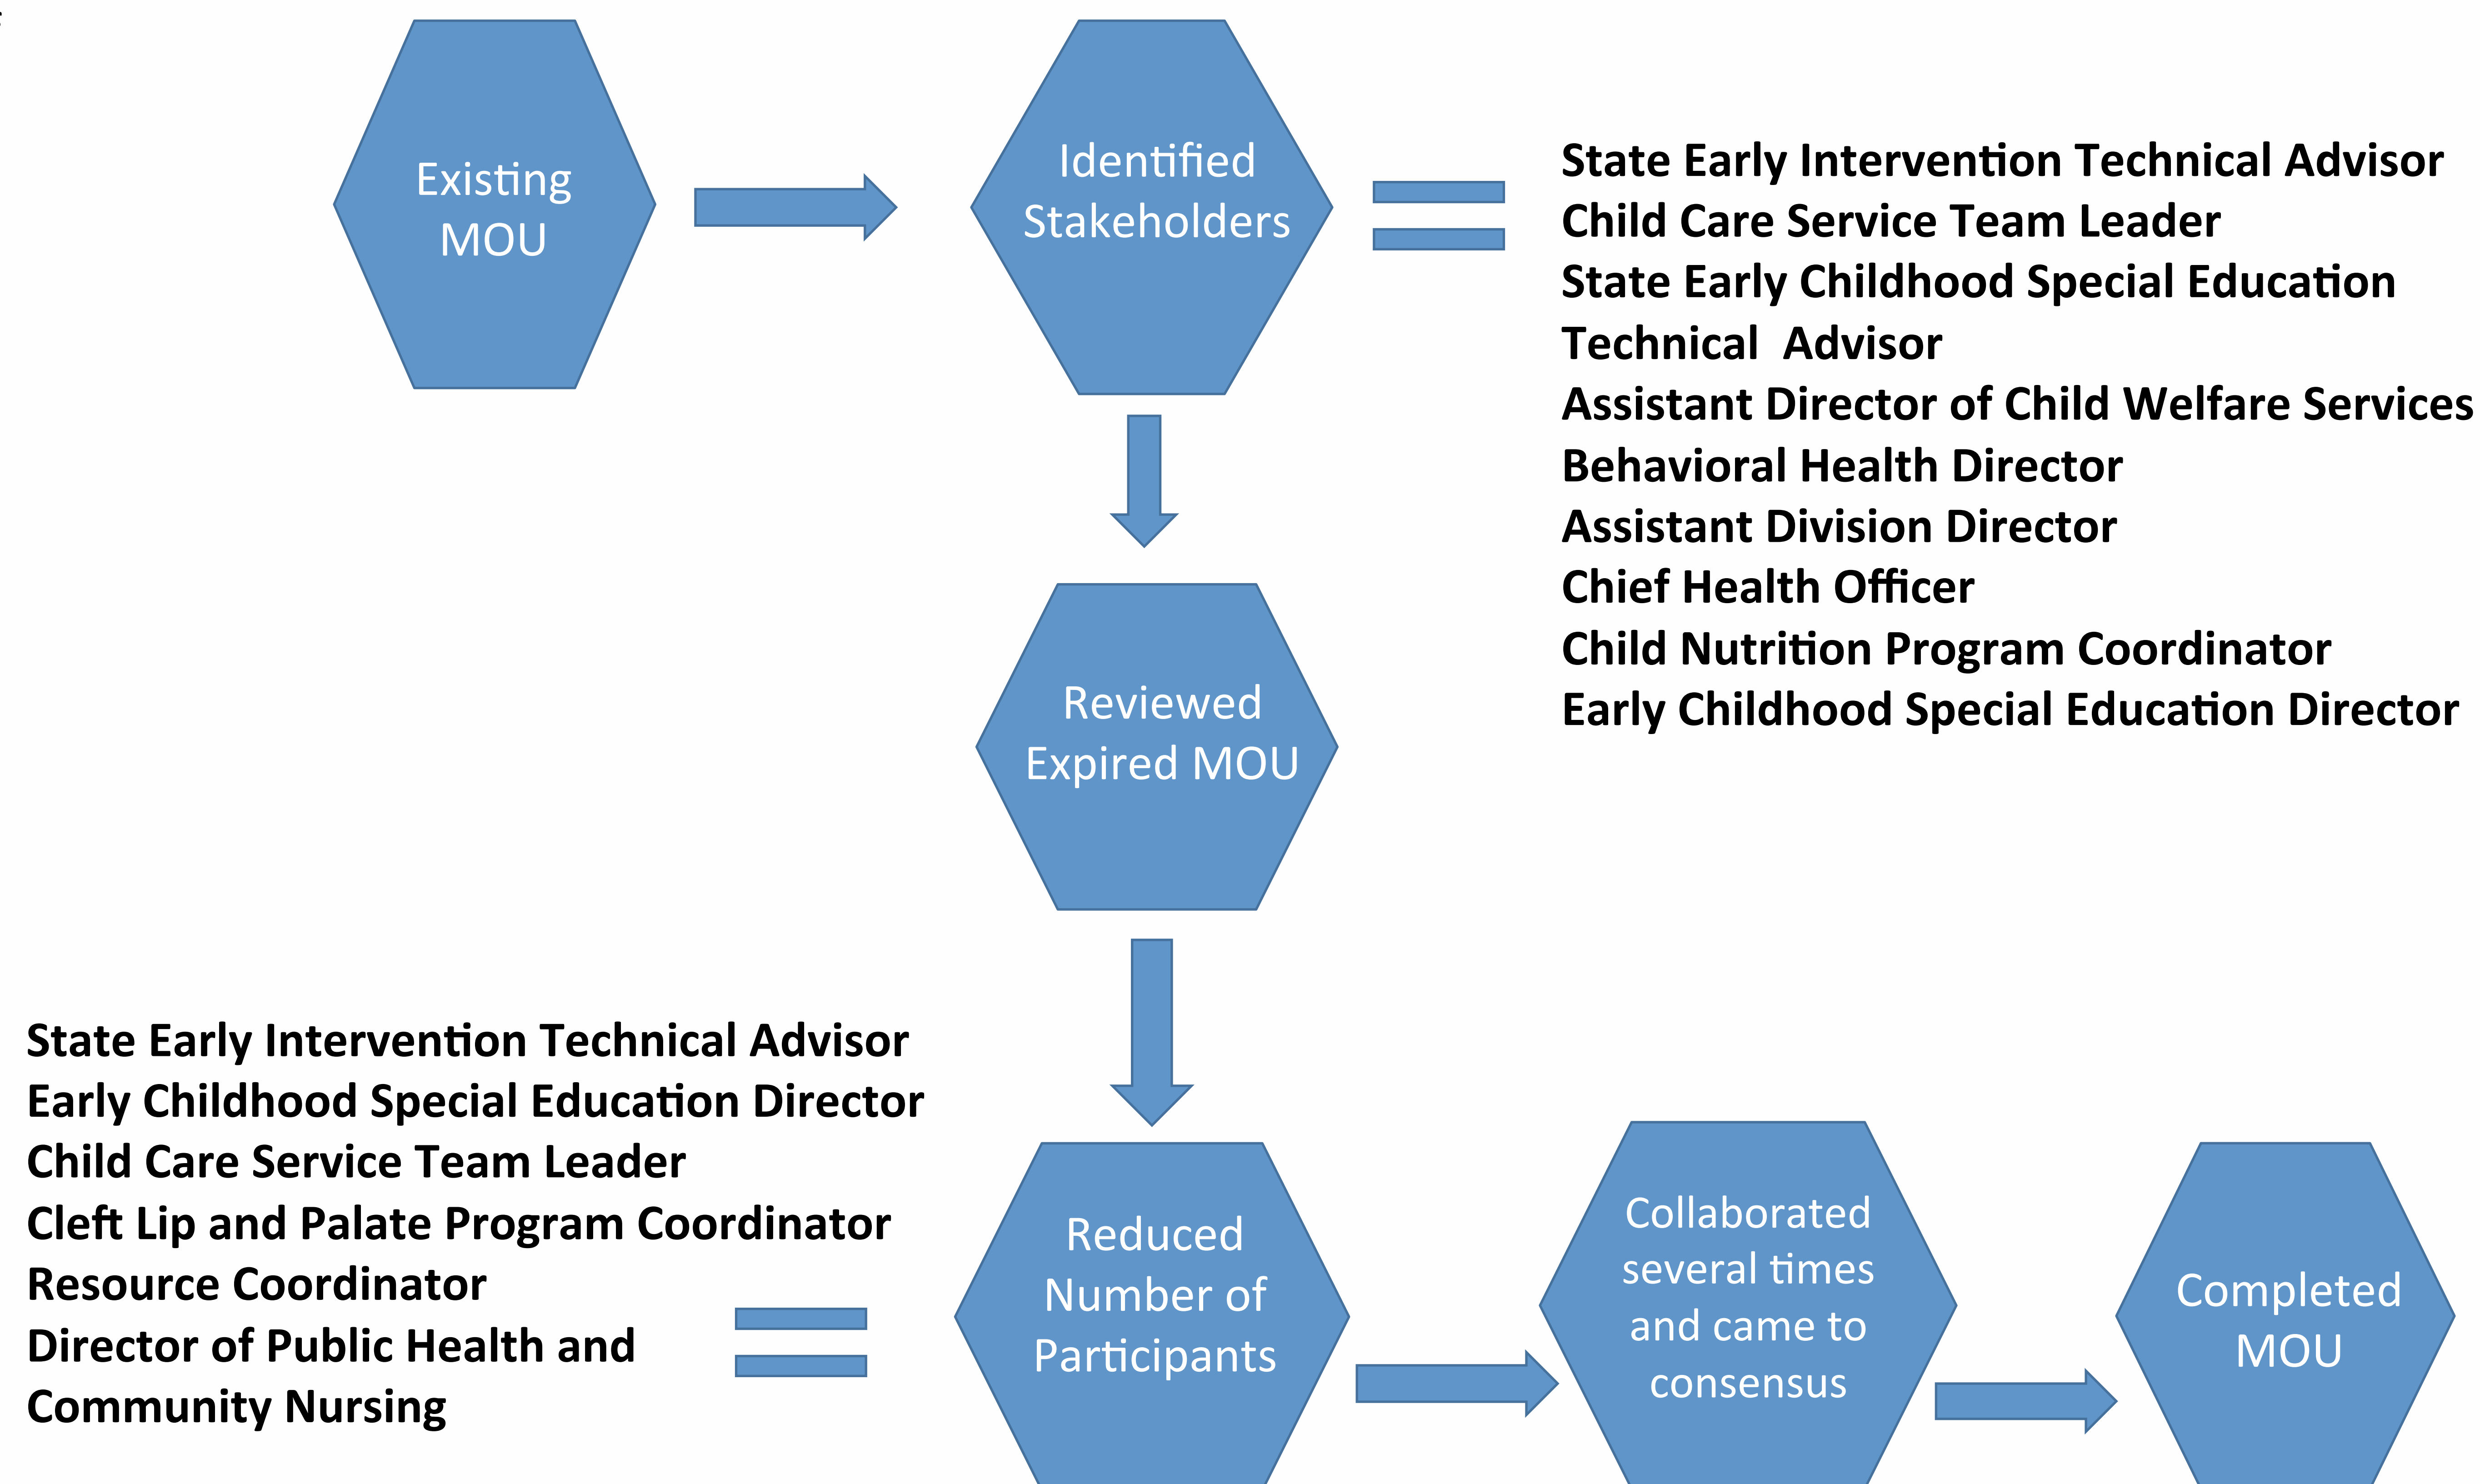 Existing
MOU
Identified
Stakeholders
State Early Intervention Technical Advisor
Child Care Service Team Leader
State Early Childhood Special Education
Technical  Advisor
Assistant Director of Child Welfare Services
Behavioral Health Director
Assistant Division Director
Chief Health Officer
Child Nutrition Program Coordinator
Early Childhood Special Education Director
Reviewed
Expired MOU
State Early Intervention Technical Advisor
Early Childhood Special Education Director
Child Care Service Team Leader
Cleft Lip and Palate Program Coordinator
Resource Coordinator
Director of Public Health and
Community Nursing
Reduced
Number of
Participants
Collaborated
several times
and came to
consensus
Completed
MOU